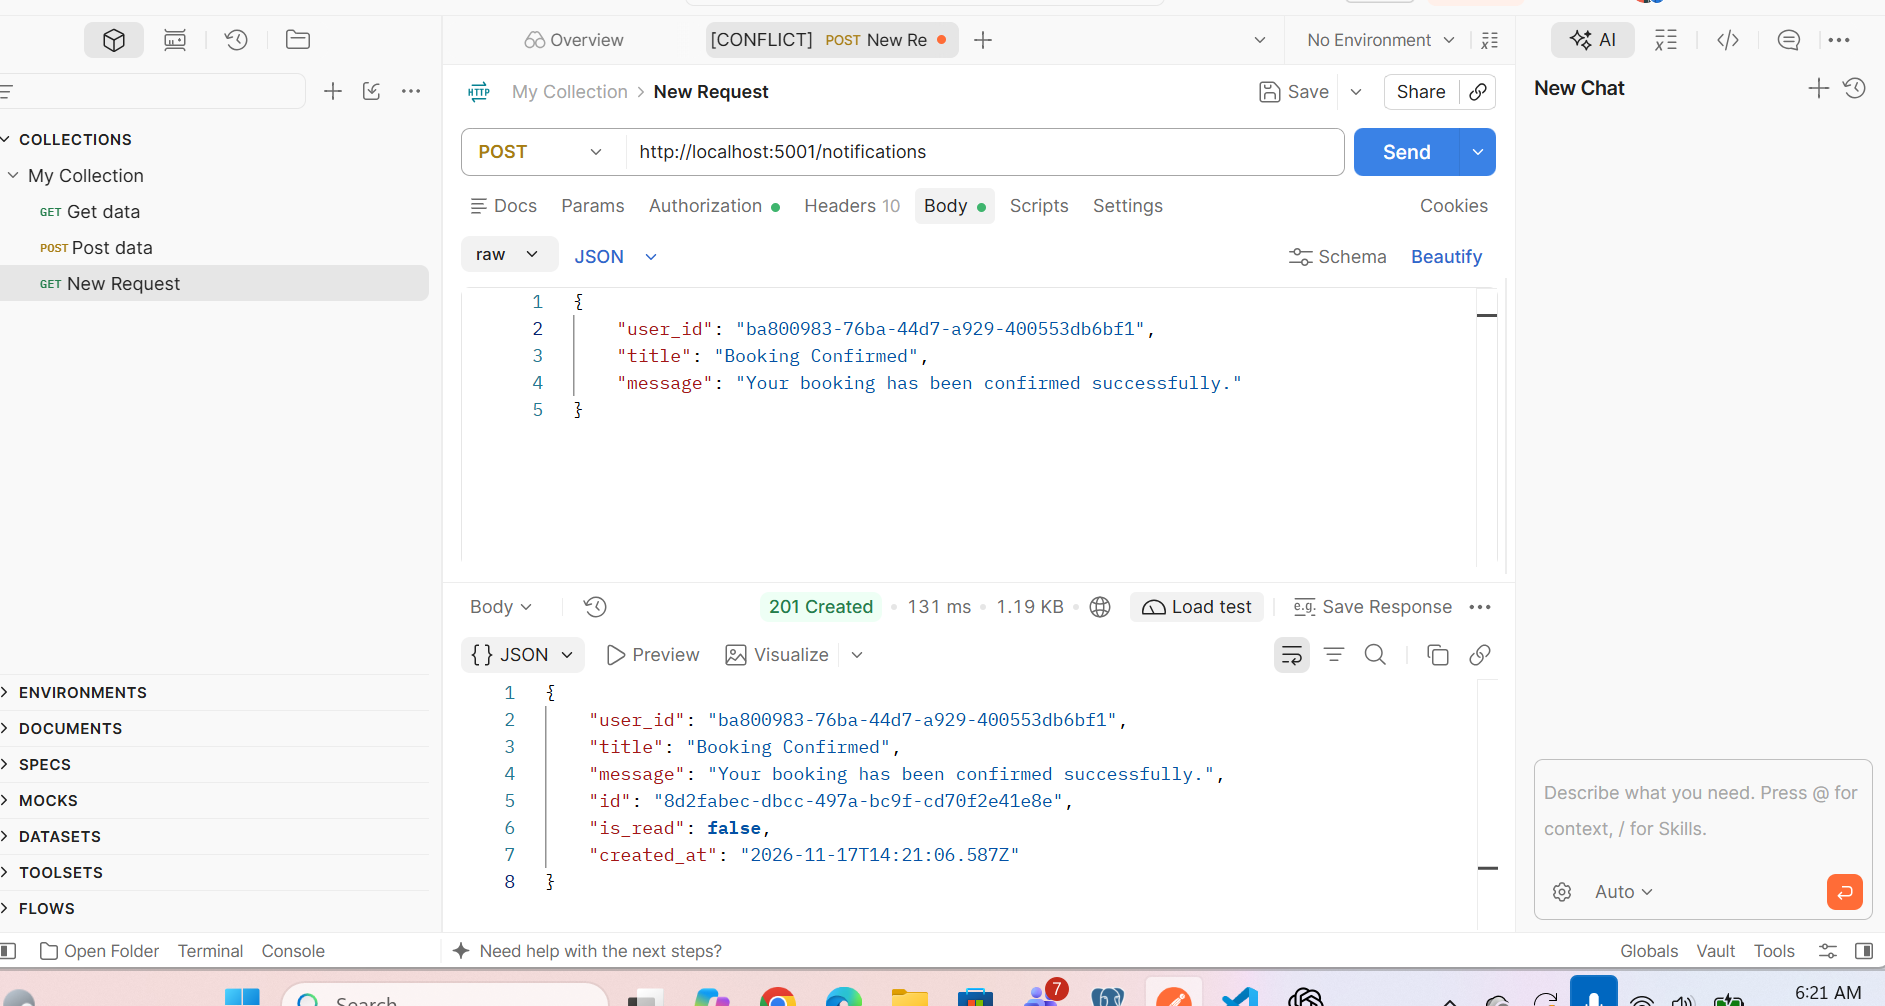 Overview
[CONFLICT] POST New Re
No Environment
AI
My Collection > New Request
Save
Share
New Chat
COLLECTIONS
My Collection
GET Get data
POST Post data
GET New Request
POST
http://localhost:5001/notifications
Send
Docs
Params
Authorization
Headers 10
Body
Scripts
Settings
Cookies
raw
JSON
Schema
Beautify
1 {
2 "user_id": "ba800983-76ba-44d7-a929-400553db6bf1",
3 "title": "Booking Confirmed",
4 "message": "Your booking has been confirmed successfully."
5 }
Body
201 Created
131 ms
1.19 KB
Load test
e.g. Save Response
{} JSON
Preview
Visualize
1 {
2 "user_id": "ba800983-76ba-44d7-a929-400553db6bf1",
3 "title": "Booking Confirmed",
4 "message": "Your booking has been confirmed successfully.",
5 "id": "8d2fabec-dbcc-497a-bc9f-cd70f2e41e8e",
6 "is_read": false,
7 "created_at": "2026-11-17T14:21:06.587Z"
8 }
ENVIRONMENTS
DOCUMENTS
SPECS
MOCKS
DATASETS
TOOLSETS
FLOWS
Describe what you need. Press @ for
context, / for Skills.
Auto
Open Folder
Terminal
Console
Need help with the next steps?
Globals
Vault
Tools
Search
7
6:21 AM